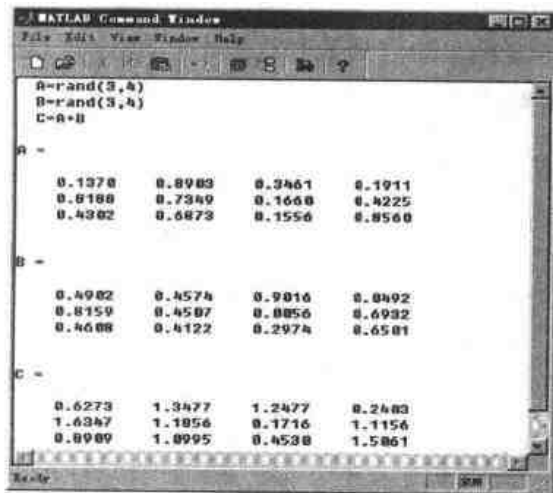 MATLAB Command Window
File Edit View Window Help
A=rand(3,4)
B=rand(3,4)
C=A+B
A =
0.1370 0.8903 0.3461 0.1911
0.8188 0.7349 0.1660 0.4225
0.4302 0.6873 0.1556 0.8560
B =
0.4902 0.4574 0.9016 0.0492
0.8159 0.4507 0.0056 0.6932
0.4608 0.4122 0.2974 0.6501
C =
0.6273 1.3477 1.2477 0.2403
1.6347 1.1856 0.1716 1.1156
0.8909 1.0995 0.4530 1.5061
Ready